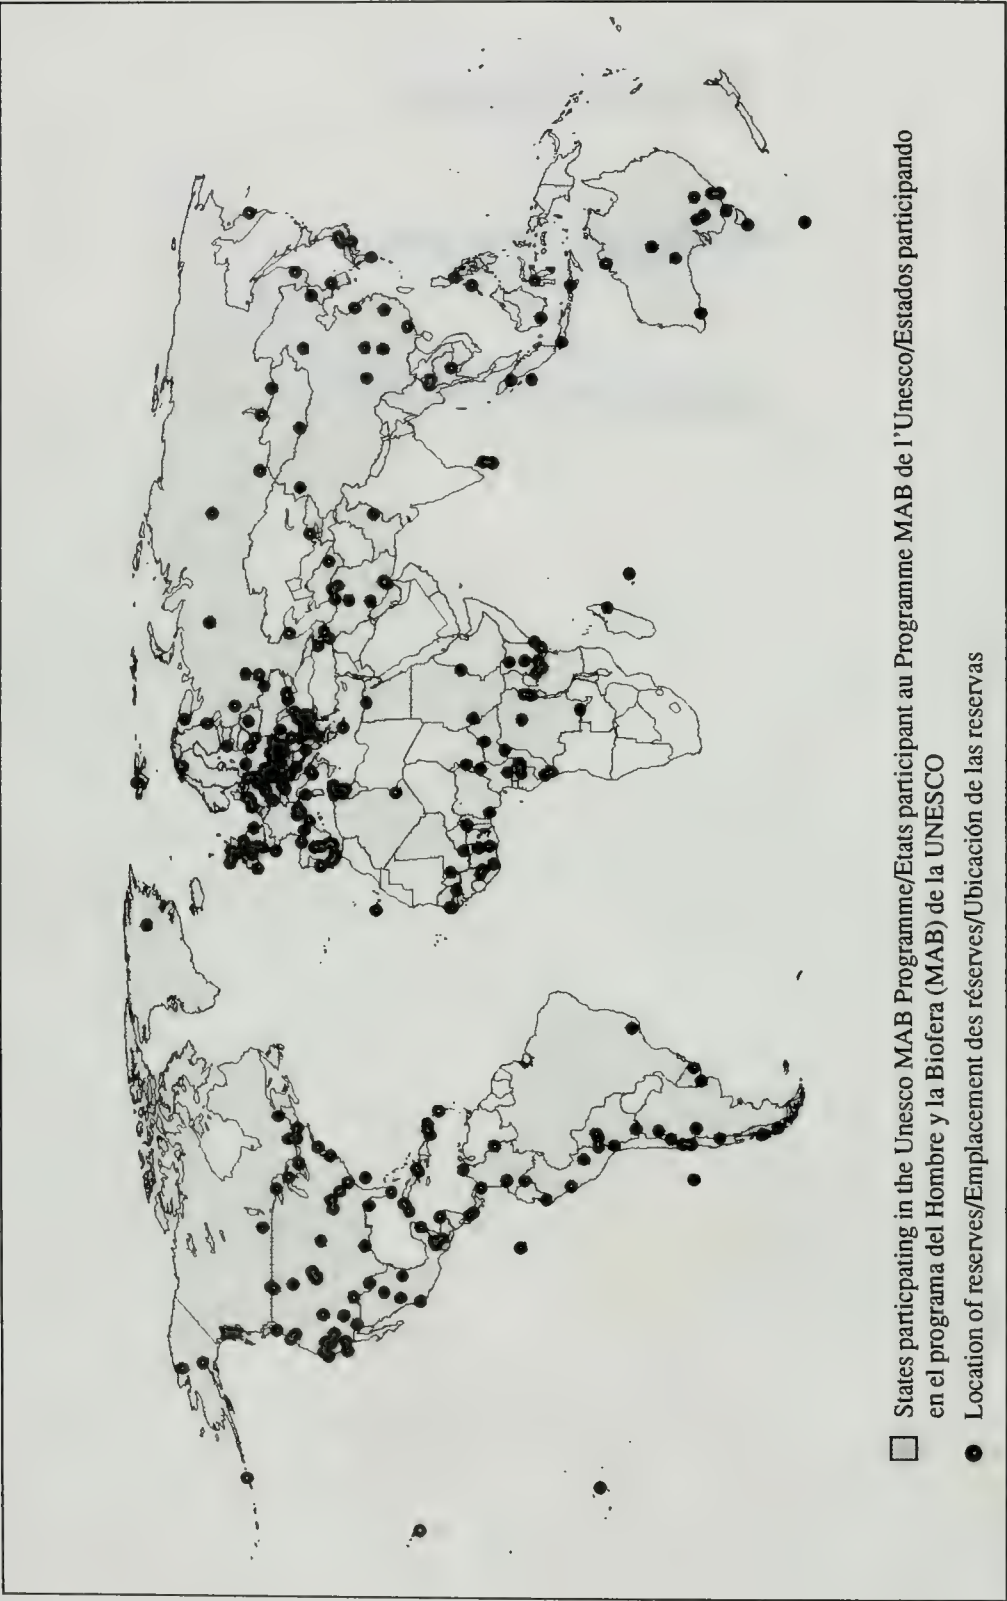 States particpating in the Unesco MAB Programme/Etats participant au Programme MAB de l'Unesco/Estados participando
en el programa del Hombre y la Biofera (MAB) de la UNESCO
Location of reserves/Emplacement des réserves/Ubicación de las reservas